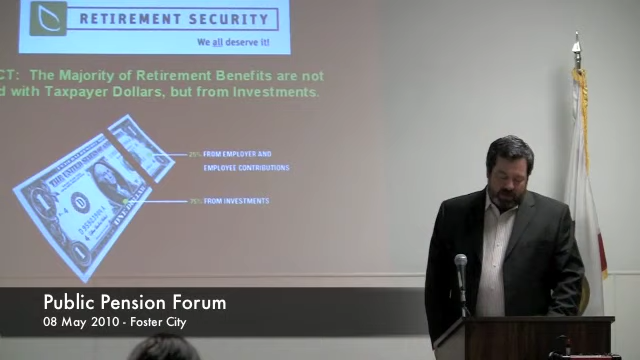 RETIREMENT SECURITY
We all deserve it!
CT: The Majority of Retirement Benefits are not
d with Taxpayer Dollars, but from Investments.
25% FROM EMPLOYER AND
EMPLOYEE CONTRIBUTIONS
75% FROM INVESTMENTS
Public Pension Forum
08 May 2010 - Foster City